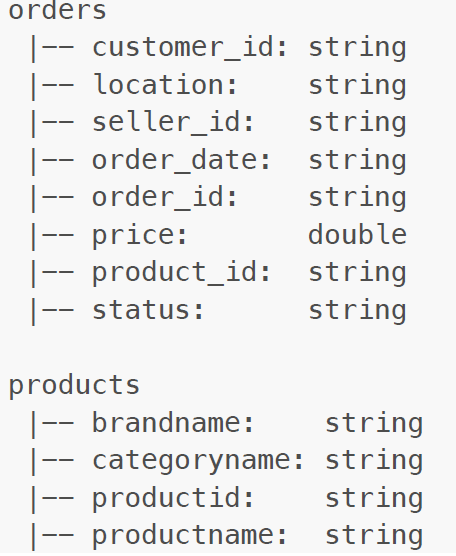 orders
|-- customer_id: string
|-- location: string
|-- seller_id: string
|-- order_date: string
|-- order_id: string
|-- price: double
|-- product_id: string
|-- status: string
products
|-- brandname: string
|-- categoryname: string
|-- productid: string
|-- productname: string